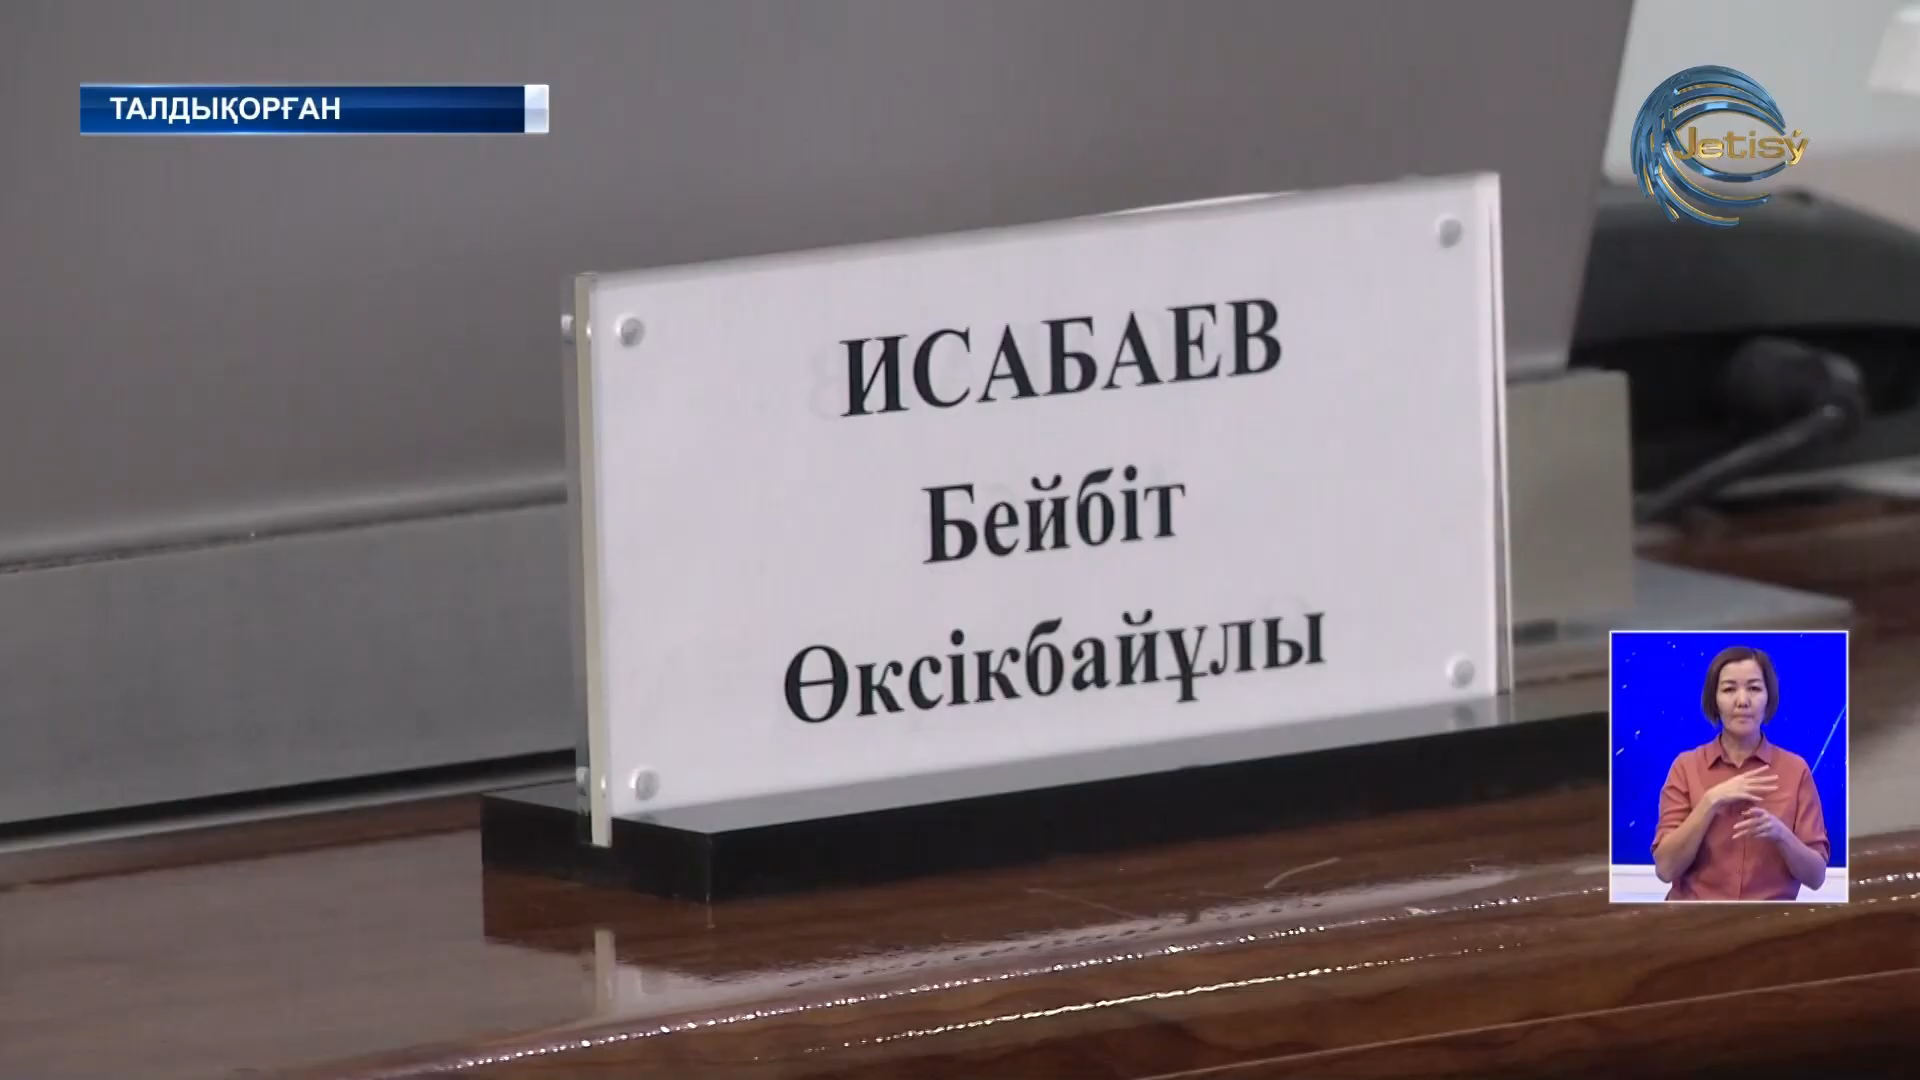 ТАЛДЫҚОРҒАН
Jetisý
ИСАБАЕВ
Бейбіт
Өксікбайұлы